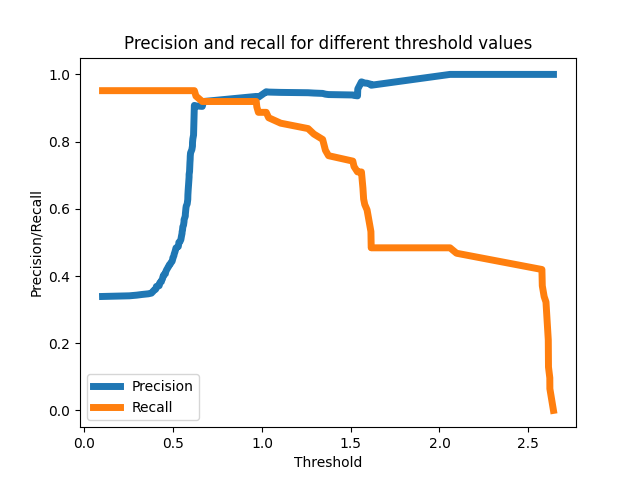 Precision and recall for different threshold values
1.0
0.8
0.6
0.4
0.2
0.0
Precision/Recall
Precision
Recall
0.0 0.5 1.0 1.5 2.0 2.5
Threshold